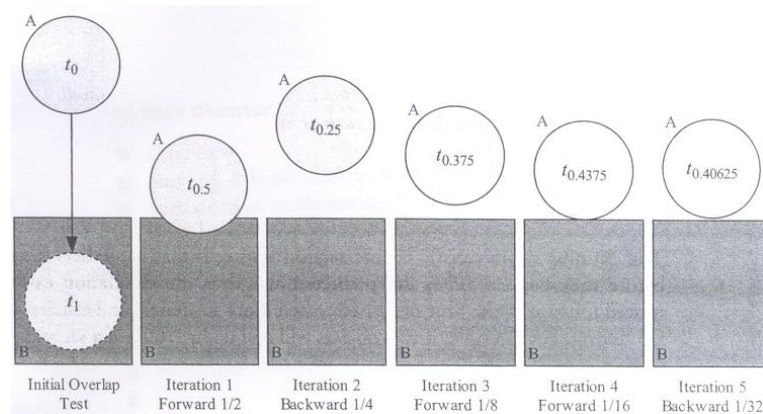 A
t0
t1
B
Initial Overlap
Test
A
t0.5
B
Iteration 1
Forward 1/2
A
t0.25
B
Iteration 2
Backward 1/4
A
t0.375
B
Iteration 3
Forward 1/8
A
t0.4375
B
Iteration 4
Forward 1/16
A
t0.40625
B
Iteration 5
Backward 1/32